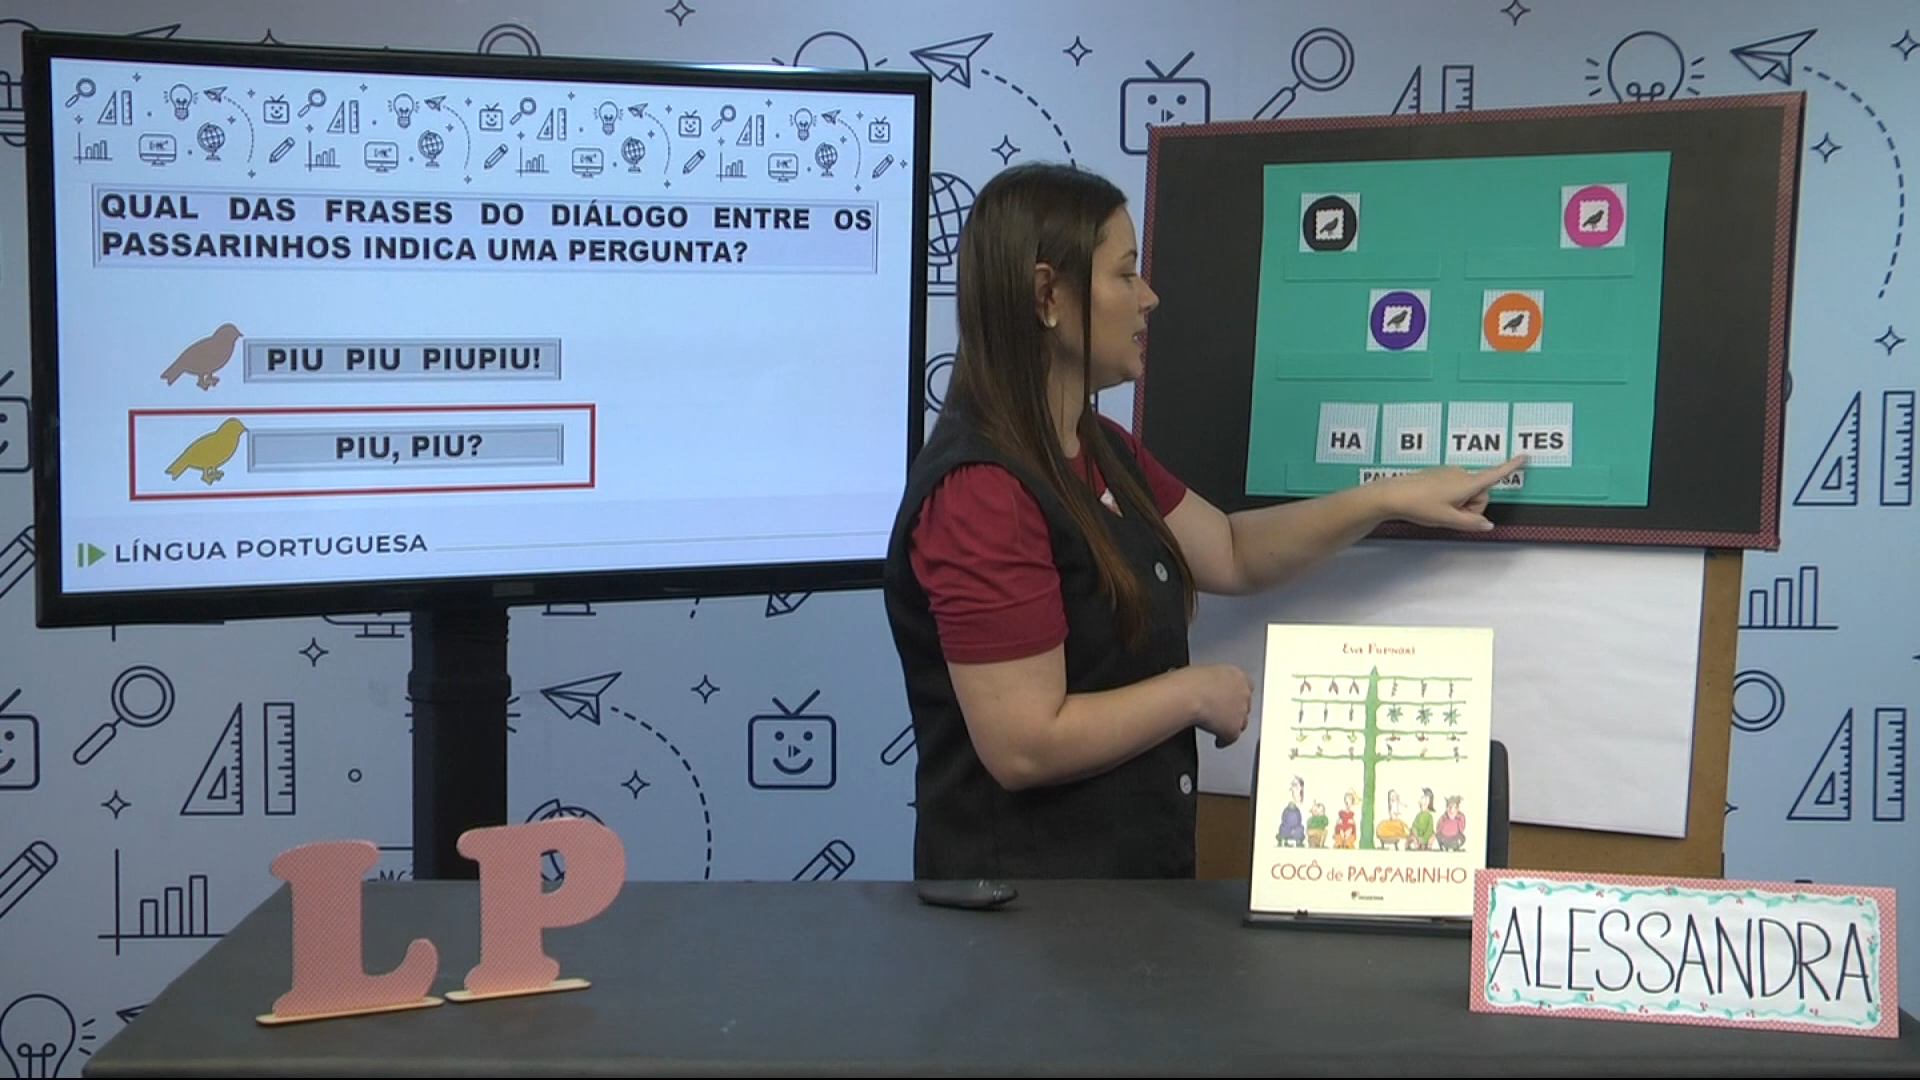 QUAL DAS FRASES DO DIÁLOGO ENTRE OS
PASSARINHOS INDICA UMA PERGUNTA?
PIU PIU PIUPIU!
PIU, PIU?
LÍNGUA PORTUGUESA
HA BI TAN TES
LP
Eva Furnari
COCÔ de PASSARINHO
ALESSANDRA